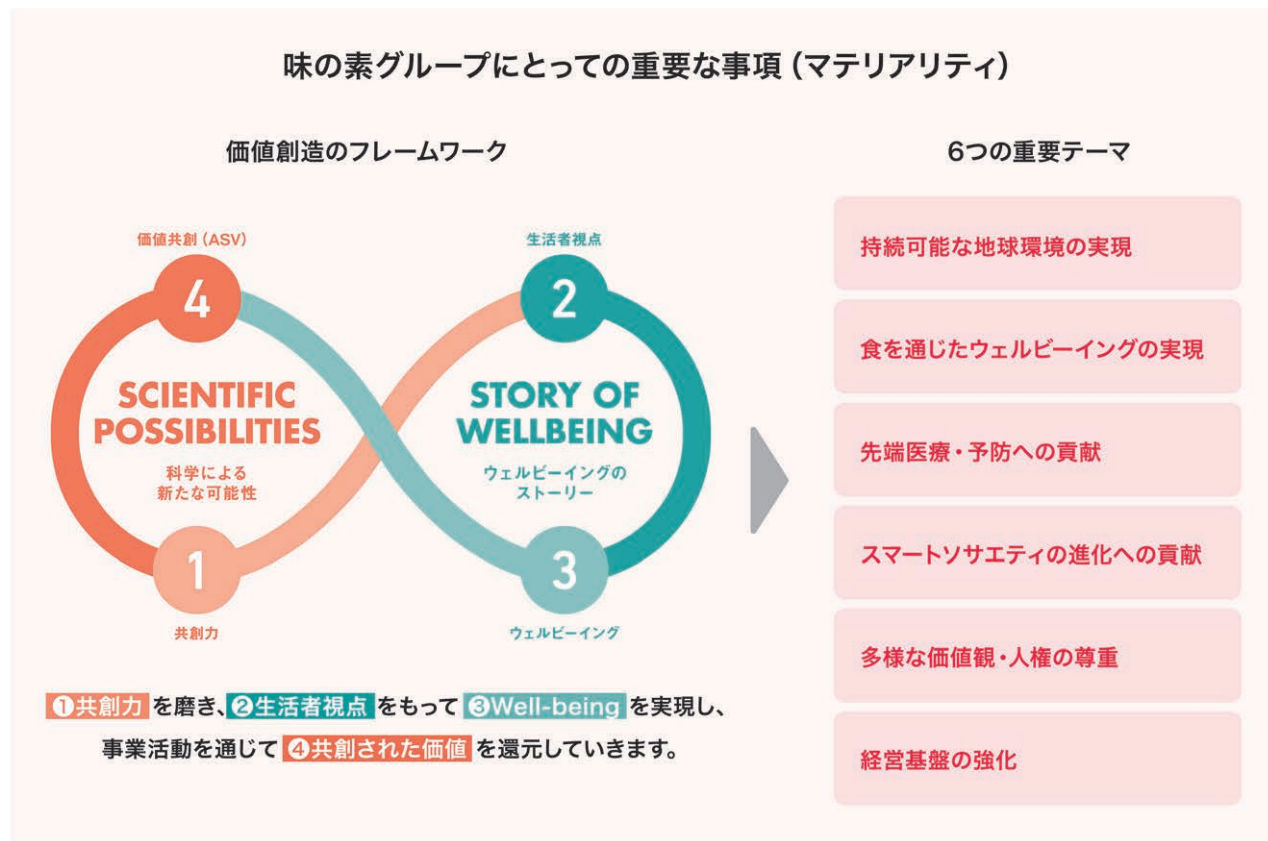 味の素グループにとっての重要な事項（マテリアリティ）
価値創造のフレームワーク
価値共創（ASV）
4
生活者視点
2
SCIENTIFIC
POSSIBILITIES
科学による
新たな可能性
STORY OF
WELLBEING
ウェルビーイングの
ストーリー
1
共創力
3
ウェルビーイング
❶共創力 を磨き、❷生活者視点 をもって ❸Well-being を実現し、
事業活動を通じて ❹共創された価値 を還元していきます。
6つの重要テーマ
持続可能な地球環境の実現
食を通じたウェルビーイングの実現
先端医療・予防への貢献
スマートソサエティの進化への貢献
多様な価値観・人権の尊重
経営基盤の強化